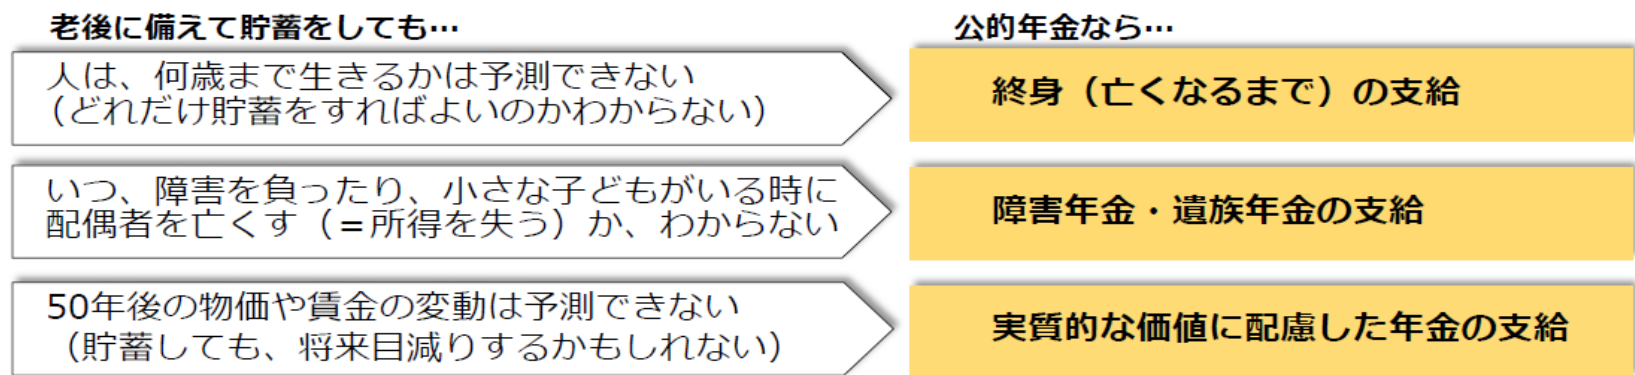 老後に備えて貯蓄をしても…
公的年金なら…
人は、何歳まで生きるかは予測できない
（どれだけ貯蓄をすればよいのかわからない）
終身（亡くなるまで）の支給
いつ、障害を負ったり、小さな子どもがいる時に
配偶者を亡くす（＝所得を失う）か、わからない
障害年金・遺族年金の支給
50年後の物価や賃金の変動は予測できない
（貯蓄しても、将来目減りするかもしれない）
実質的な価値に配慮した年金の支給